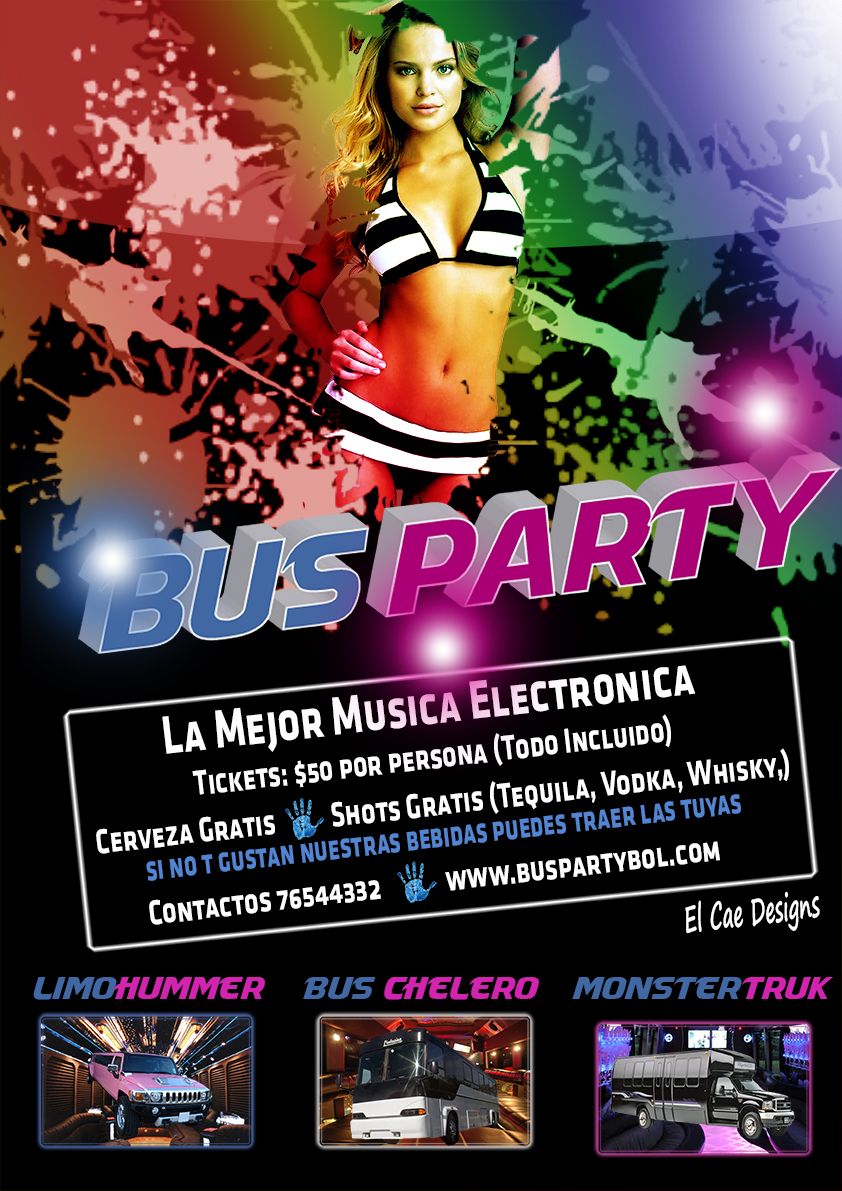 BUS PARTY
LA MEJOR MUSICA ELECTRONICA
TICKETS: $50 POR PERSONA (TODO INCLUIDO)
CERVEZA GRATIS SHOTS GRATIS (TEQUILA, VODKA, WHISKY,)
SI NO T GUSTAN NUESTRAS BEBIDAS PUEDES TRAER LAS TUYAS
CONTACTOS 76544332 WWW.BUSPARTYBOL.COM
El Cae Designs
LIMOHUMMER BUS CHELERO MONSTERTRUK